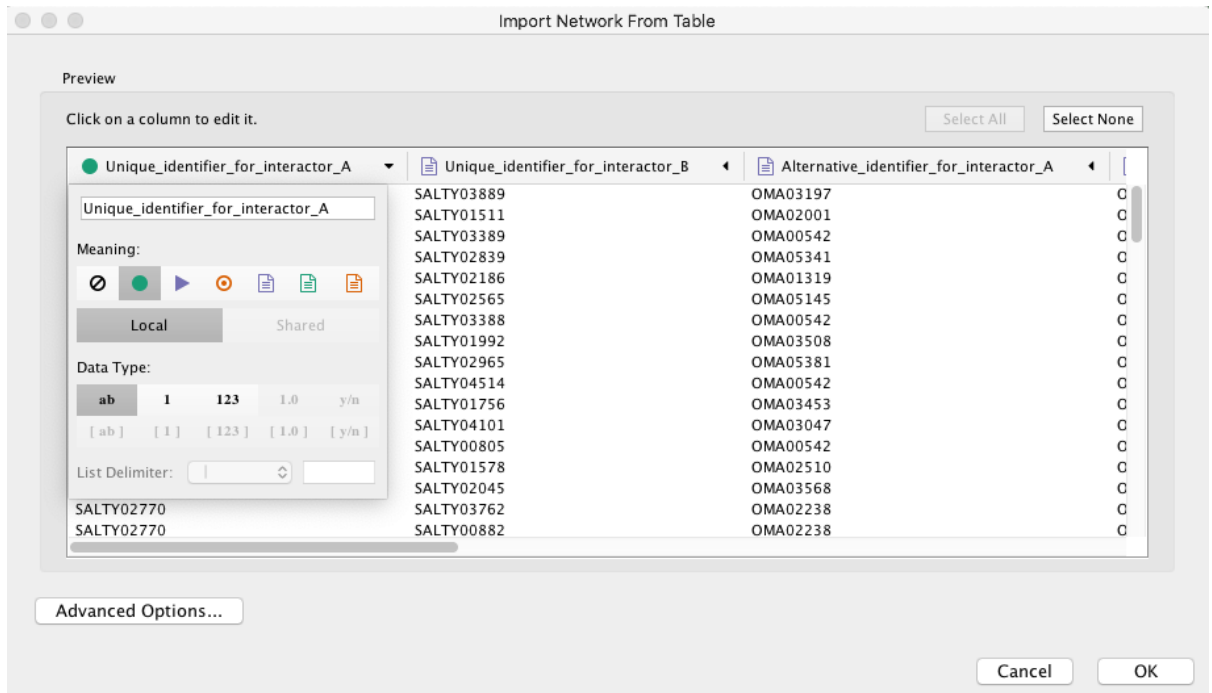 Import Network From Table
Preview
Click on a column to edit it.
Select All
Select None
Unique_identifier_for_interactor_A
Unique_identifier_for_interactor_B
Alternative_identifier_for_interactor_A
Unique_identifier_for_interactor_A
Meaning:
Local
Shared
Data Type:
ab 1 123 1.0 y/n
[ ab ] [ 1 ] [ 123 ] [ 1.0 ] [ y/n ]
List Delimiter: |
SALTY03889 OMA03197 O
SALTY01511 OMA02001 O
SALTY03389 OMA00542 O
SALTY02839 OMA05341 O
SALTY02186 OMA01319 O
SALTY02565 OMA05145 O
SALTY03388 OMA00542 O
SALTY01992 OMA03508 O
SALTY02965 OMA05381 O
SALTY04514 OMA00542 O
SALTY01756 OMA03453 O
SALTY04101 OMA03047 O
SALTY00805 OMA00542 O
SALTY01578 OMA02510 O
SALTY02045 OMA03568 O
SALTY02770 SALTY03762 OMA02238 O
SALTY02770 SALTY00882 OMA02238 O
Advanced Options...
Cancel
OK